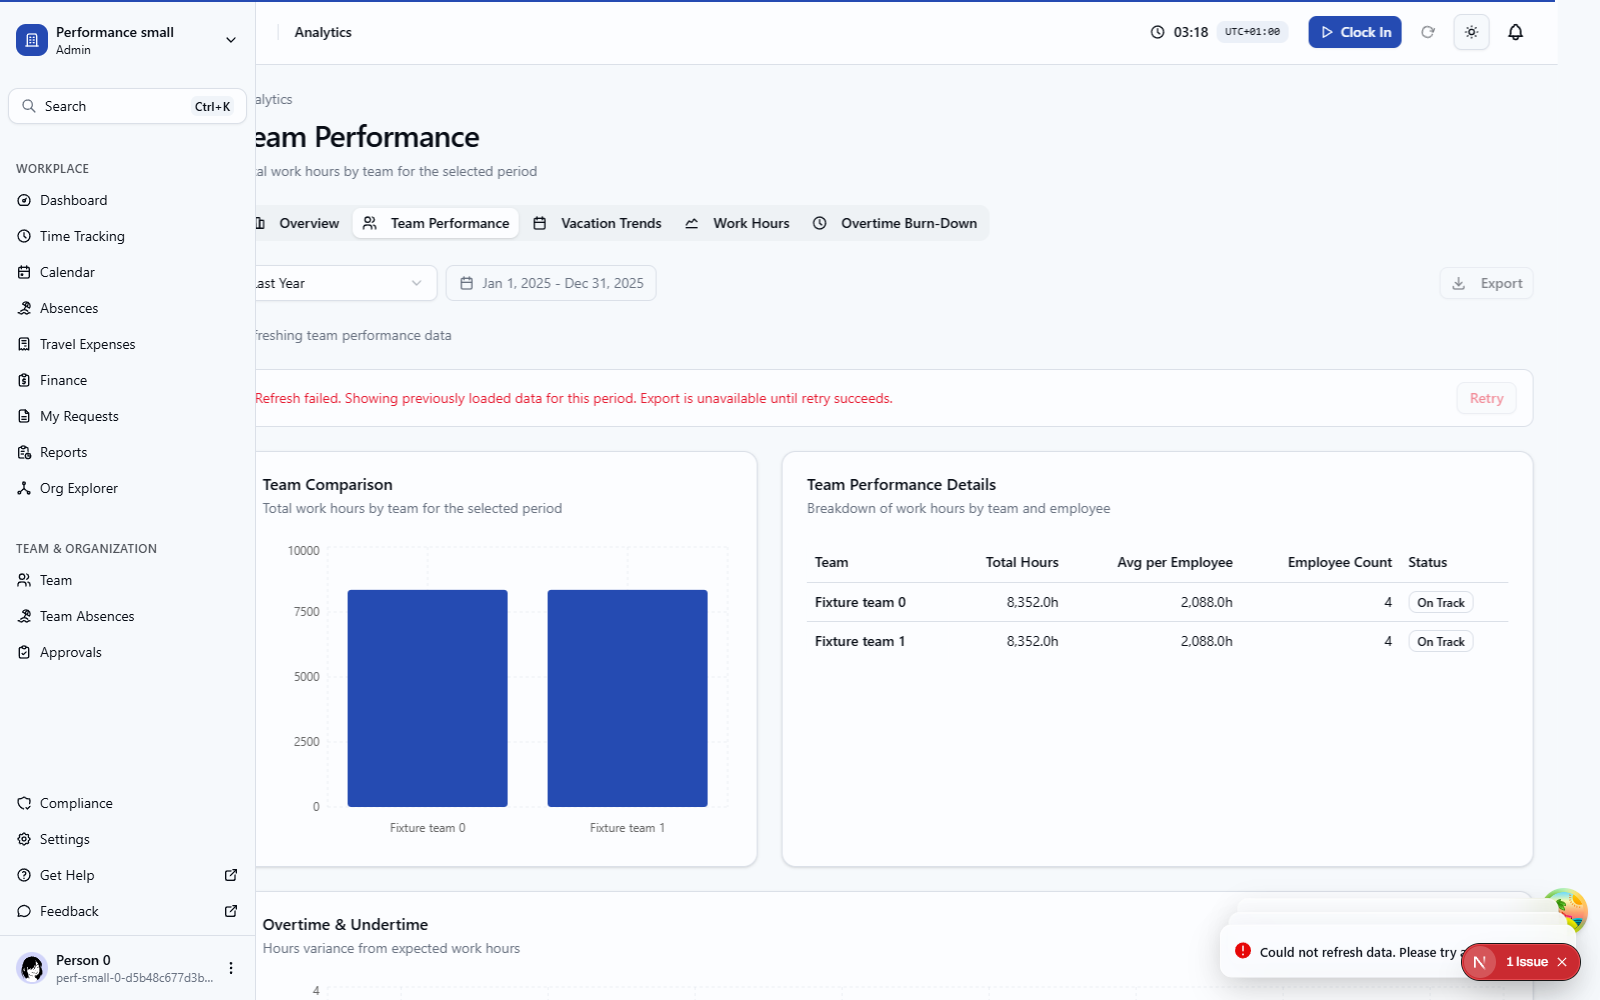 Performance small
Admin
Search
Ctrl+K
WORKPLACE
Dashboard
Time Tracking
Calendar
Absences
Travel Expenses
Finance
My Requests
Reports
Org Explorer
TEAM & ORGANIZATION
Team
Team Absences
Approvals
Compliance
Settings
Get Help
Feedback
Person 0
perf-small-0-d5b48c677d3b...
Analytics
03:18
UTC+01:00
Clock In
alytics
eam Performance
al work hours by team for the selected period
Overview
Team Performance
Vacation Trends
Work Hours
Overtime Burn-Down
ast Year
Jan 1, 2025 - Dec 31, 2025
Export
freshing team performance data
Refresh failed. Showing previously loaded data for this period. Export is unavailable until retry succeeds.
Retry
Team Comparison
Total work hours by team for the selected period
10000
7500
5000
2500
0
Fixture team 0
Fixture team 1
Team Performance Details
Breakdown of work hours by team and employee
Team Total Hours Avg per Employee Employee Count Status
Fixture team 0 8,352.0h 2,088.0h 4 On Track
Fixture team 1 8,352.0h 2,088.0h 4 On Track
Overtime & Undertime
Hours variance from expected work hours
4
Could not refresh data. Please try
N
1 Issue